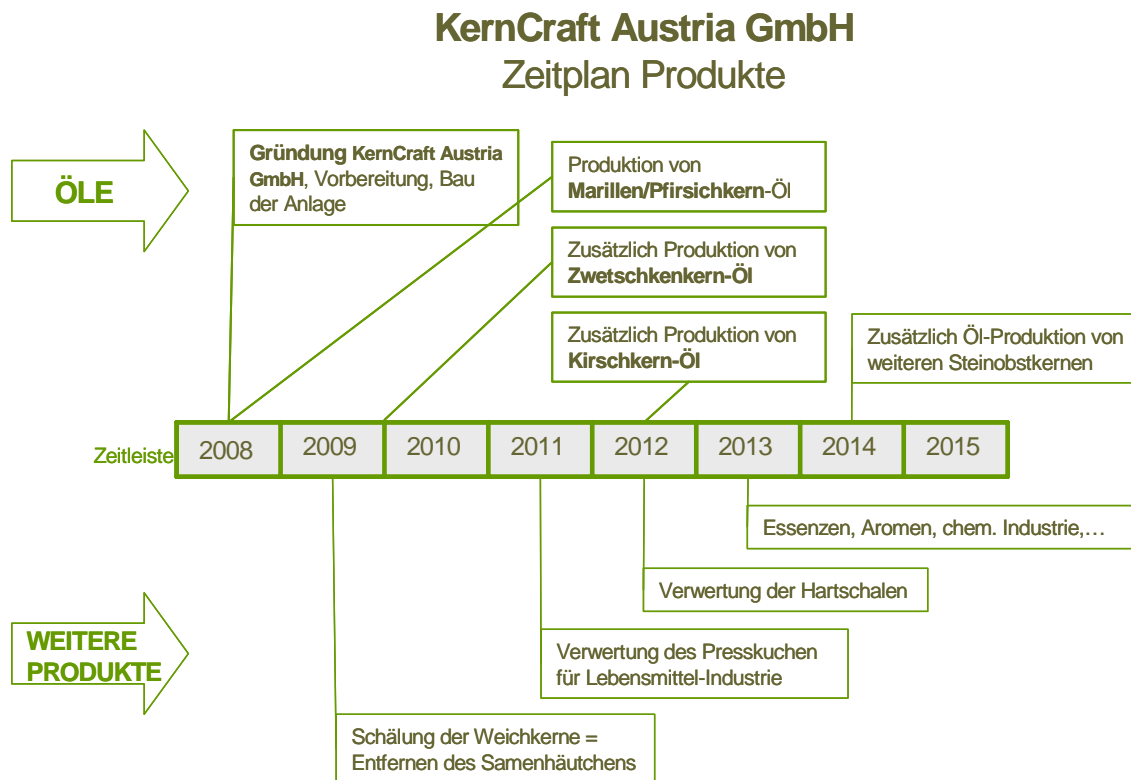 KernCraft Austria GmbH
Zeitplan Produkte
ÖLE
Gründung KernCraft Austria
GmbH, Vorbereitung, Bau
der Anlage
Produktion von
Marillen/Pfirsichkern-Öl
Zusätzlich Produktion von
Zwetschkenkern-Öl
Zusätzlich Produktion von
Kirschkern-Öl
Zusätzlich Öl-Produktion von
weiteren Steinobstkernen
Zeitleiste 2008 2009 2010 2011 2012 2013 2014 2015
Essenzen, Aromen, chem. Industrie,…
Verwertung der Hartschalen
WEITERE
PRODUKTE
Verwertung des Presskuchen
für Lebensmittel-Industrie
Schälung der Weichkerne =
Entfernen des Samenhäutchens